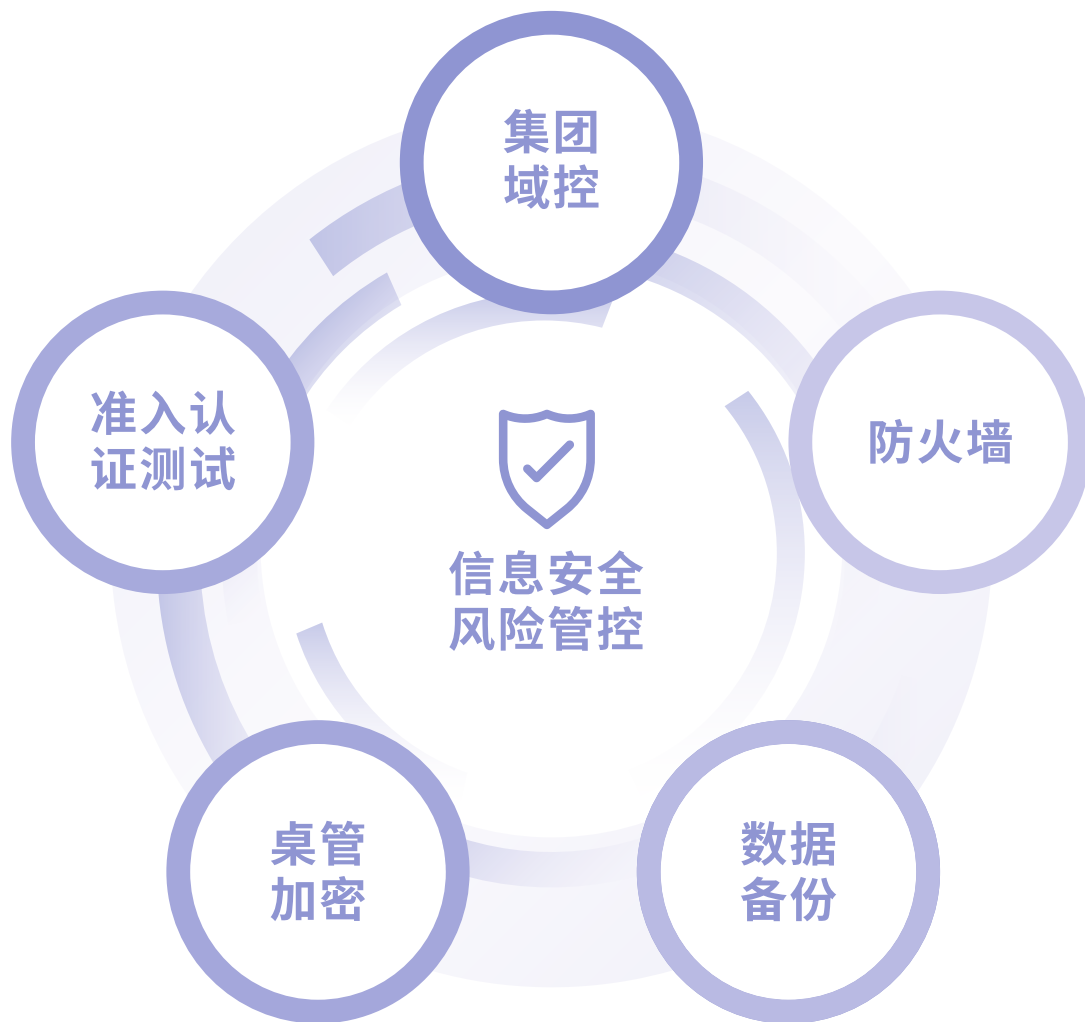 集团
域控
准入认
证测试
防火墙
信息安全
风险管控
桌管
加密
数据
备份